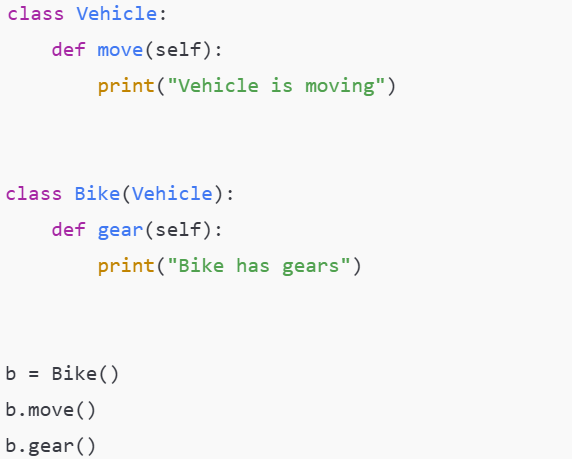 class Vehicle:
    def move(self):
        print("Vehicle is moving")
class Bike(Vehicle):
    def gear(self):
        print("Bike has gears")
b = Bike()
b.move()
b.gear()